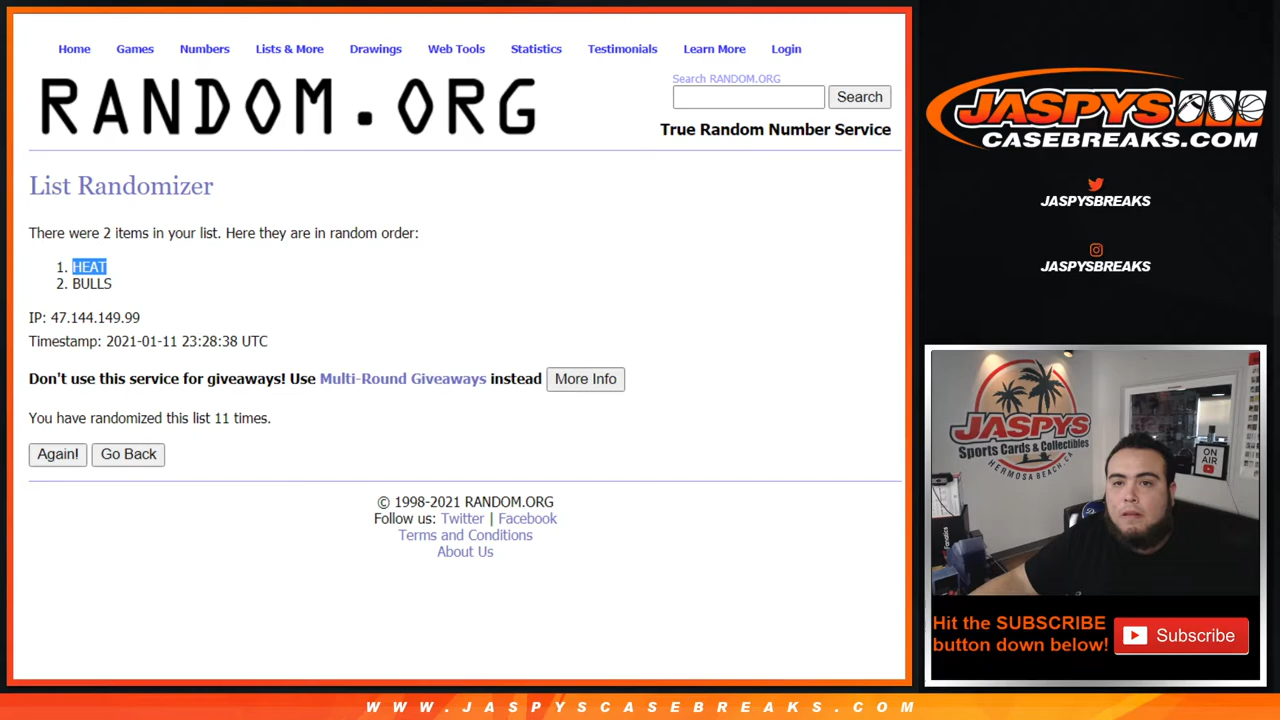 Home Games Numbers Lists & More Drawings Web Tools Statistics Testimonials Learn More Login
RANDOM.ORG
Search RANDOM.ORG
Search
True Random Number Service
List Randomizer
There were 2 items in your list. Here they are in random order:
1. HEAT
2. BULLS
IP: 47.144.149.99
Timestamp: 2021-01-11 23:28:38 UTC
Don't use this service for giveaways! Use Multi-Round Giveaways instead More Info
You have randomized this list 11 times.
Again! Go Back
© 1998-2021 RANDOM.ORG
Follow us: Twitter | Facebook
Terms and Conditions
About Us
JASPYS
CASEBREAKS.COM
JASPYSBREAKS
JASPYSBREAKS
JASPYS
Sports Cards & Collectibles
HERMOSA BEACH, CA
ON
AIR
Fanatics
Hit the SUBSCRIBE
button down below!
Subscribe
WWW.JASPYSCASEBREAKS.COM